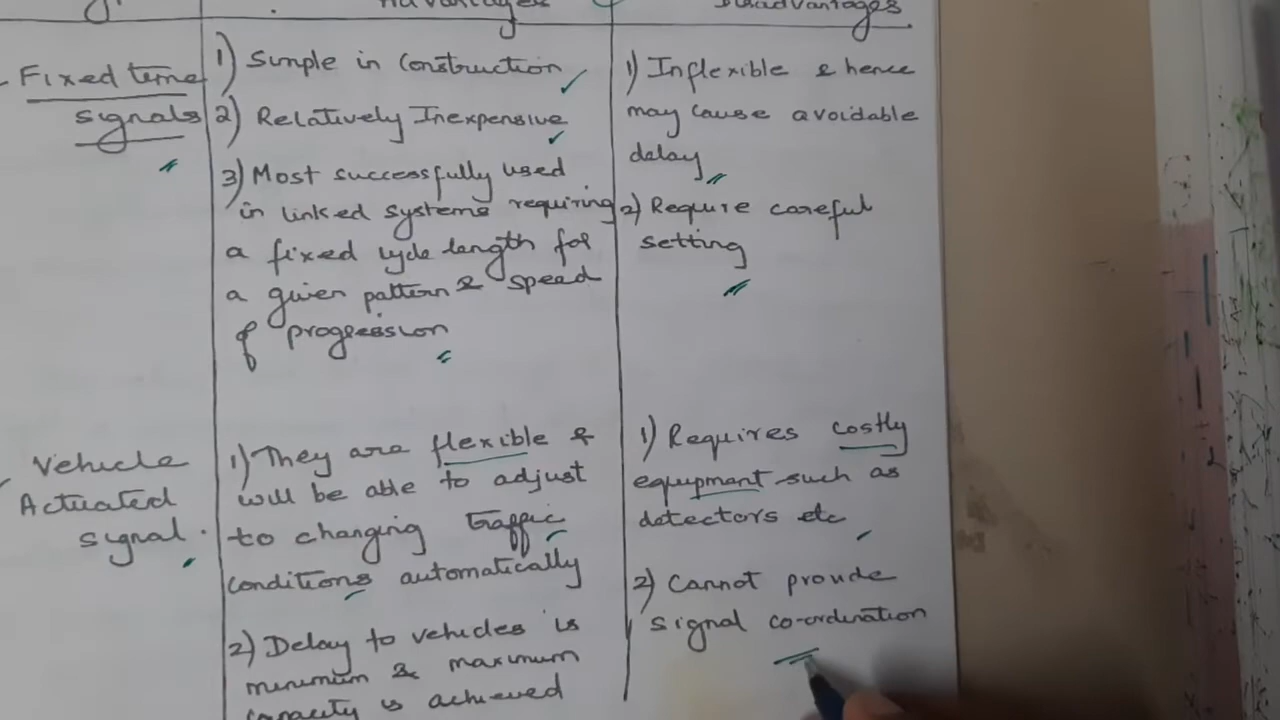 Advantages
Disadvantages
Fixed time
signals
1) Simple in Construction
2) Relatively Inexpensive
3) Most successfully used
in linked systems requiring
a fixed cycle length for
a given pattern & speed
of progression
1) Inflexible & hence
may cause avoidable
delay
2) Require careful
setting
Vehicle
Actuated
signal.
1) They are flexible &
will be able to adjust
to changing traffic
conditions automatically
2) Delay to vehicles is
minimum & maximum
capacity is achieved
1) Requires costly
equipment such as
detectors etc
2) Cannot provide
signal co-ordination